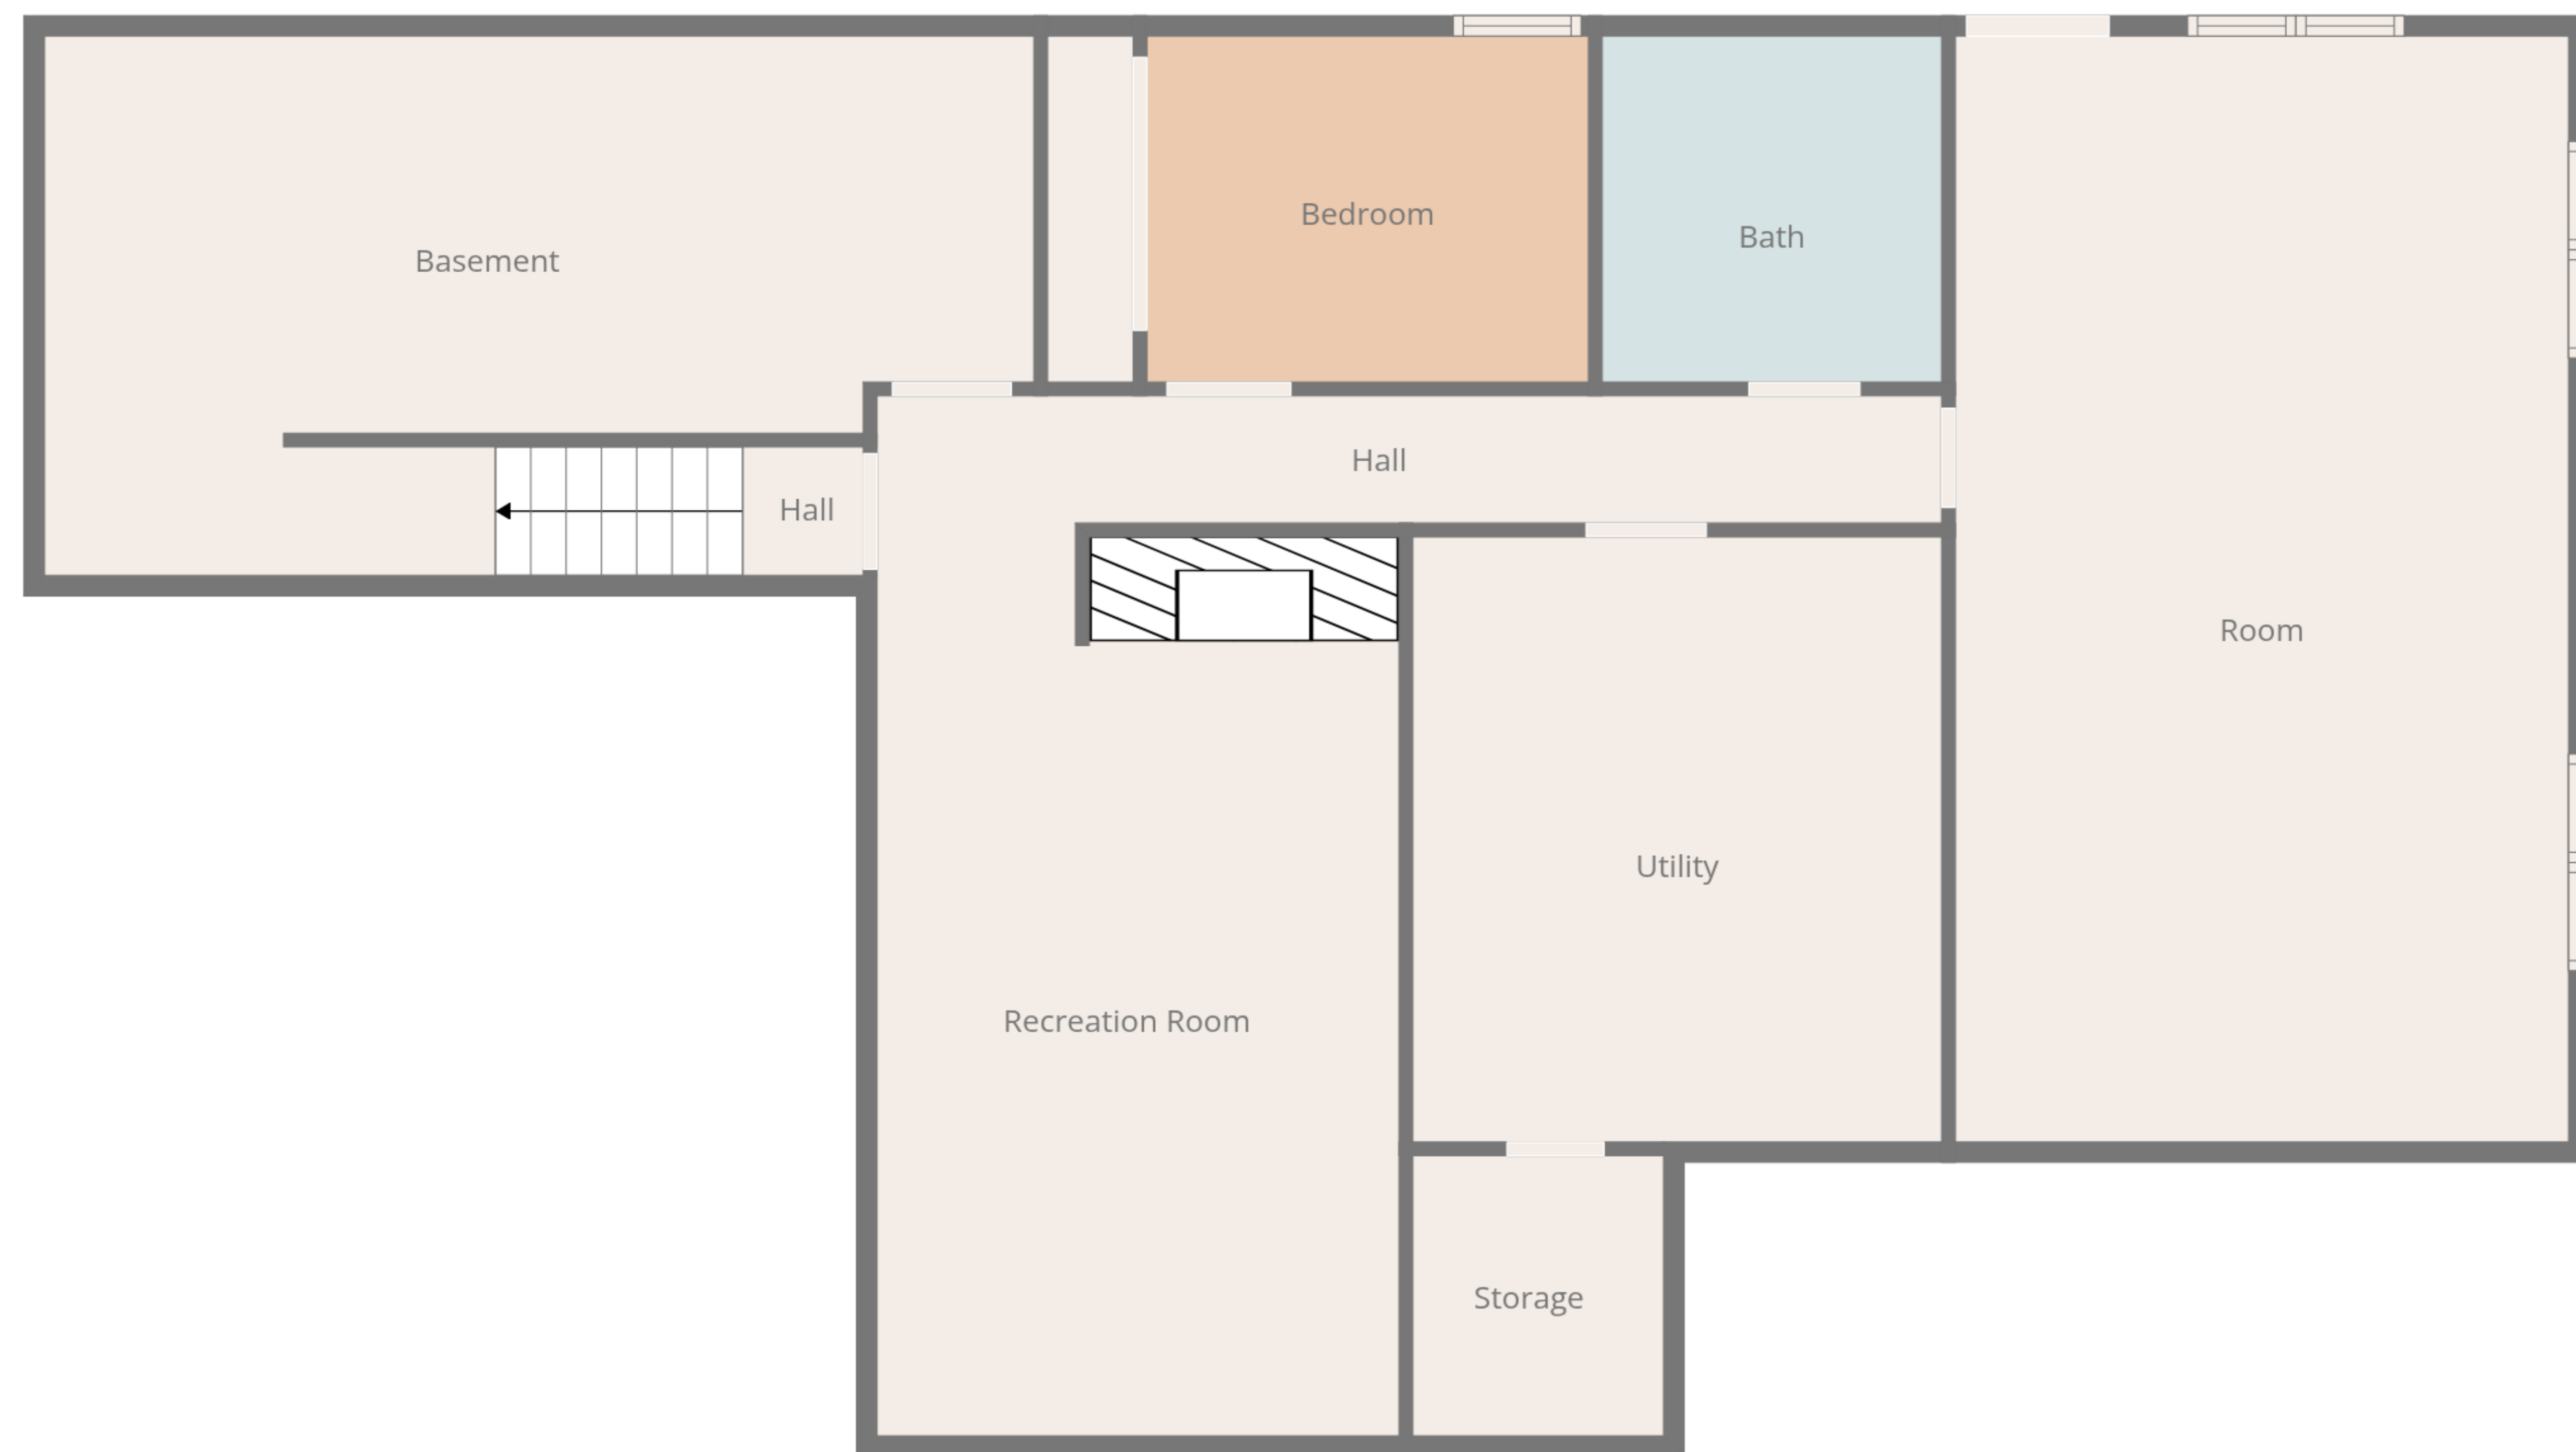 Bedroom
Bath
Basement
Hall
Hall
Room
Utility
Recreation Room
Storage